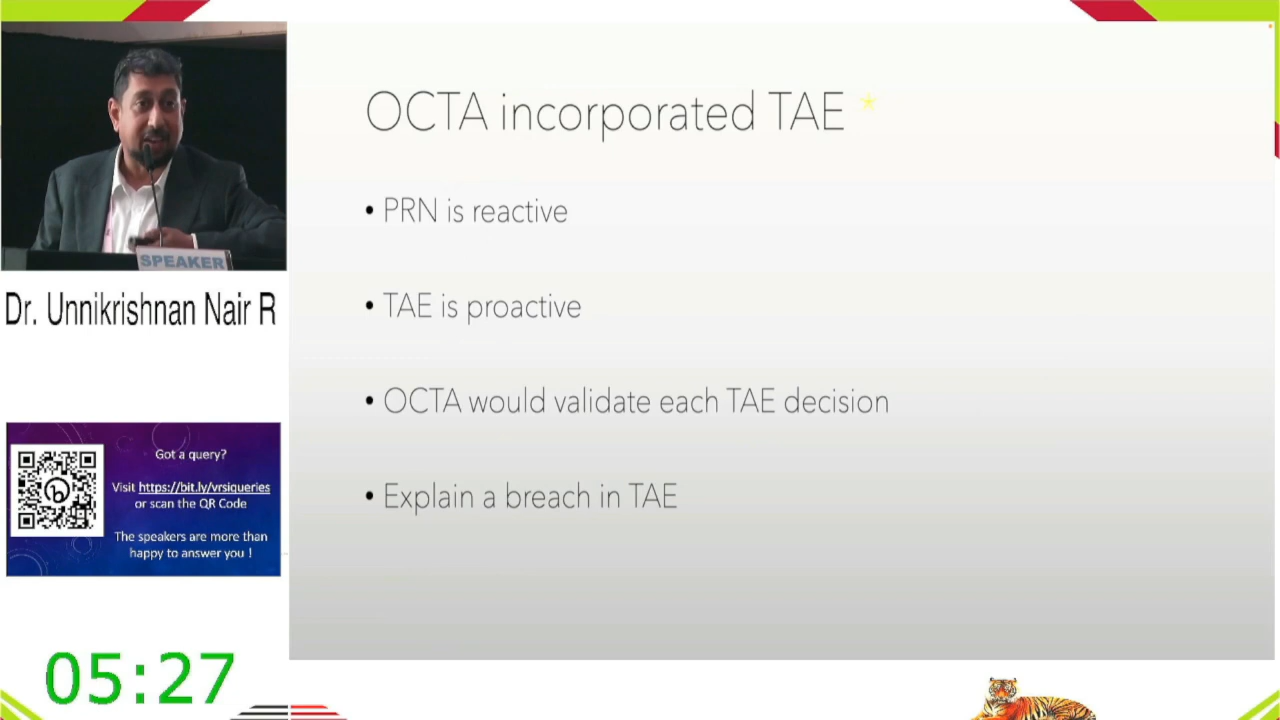 OCTA incorporated TAE *
• PRN is reactive
• TAE is proactive
• OCTA would validate each TAE decision
• Explain a breach in TAE
SPEAKER
Dr. Unnikrishnan Nair R
Got a query?
Visit https://bit.ly/vrsiqueries
or scan the QR Code
The speakers are more than
happy to answer you !
05:27